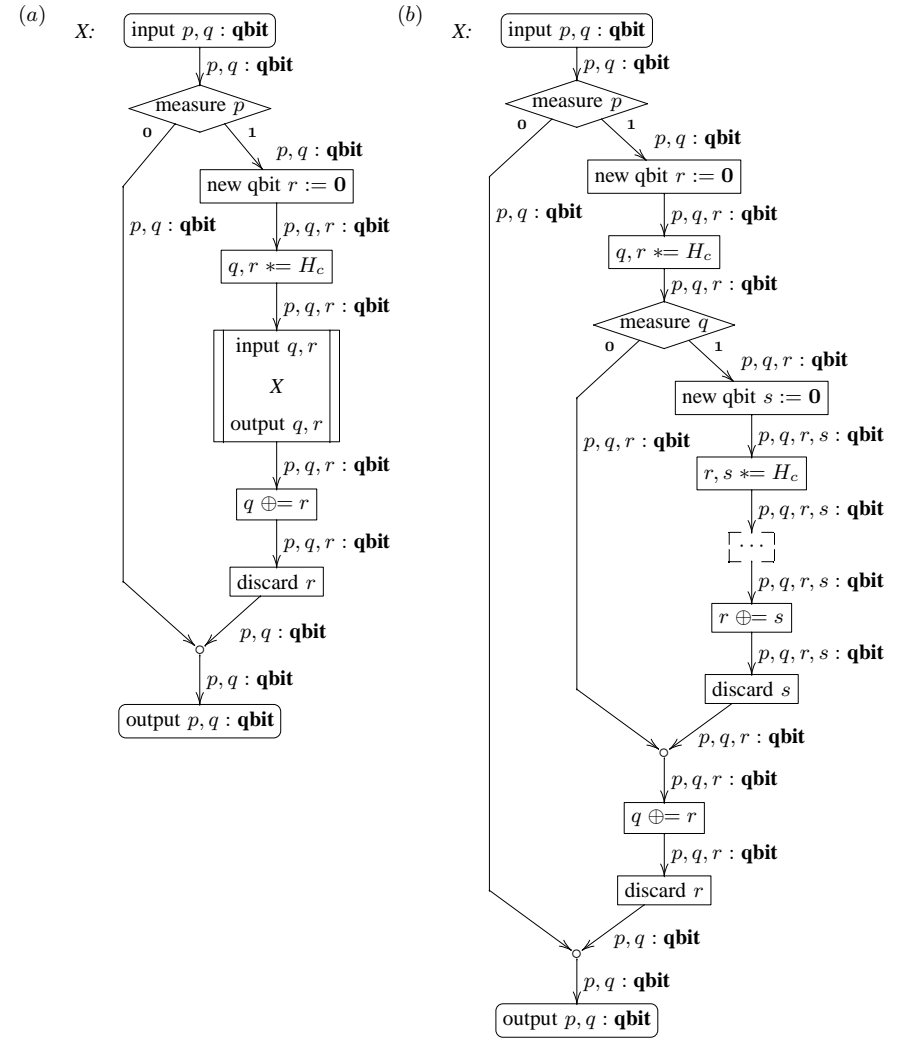 (a)
X:
input p, q : qbit
p, q : qbit
measure p
0
1
p, q : qbit
new qbit r := 0
p, q : qbit
p, q, r : qbit
q, r ∗= H_c
p, q, r : qbit
input q, r
X
output q, r
p, q, r : qbit
q ⊕= r
p, q, r : qbit
discard r
p, q : qbit
p, q : qbit
output p, q : qbit
(b)
X:
input p, q : qbit
p, q : qbit
measure p
0
1
p, q : qbit
new qbit r := 0
p, q : qbit
p, q, r : qbit
q, r ∗= H_c
p, q, r : qbit
measure q
0
1
p, q, r : qbit
new qbit s := 0
p, q, r : qbit
p, q, r, s : qbit
r, s ∗= H_c
p, q, r, s : qbit
· · ·
p, q, r, s : qbit
r ⊕= s
p, q, r, s : qbit
discard s
p, q, r : qbit
p, q, r : qbit
q ⊕= r
p, q, r : qbit
discard r
p, q : qbit
p, q : qbit
output p, q : qbit